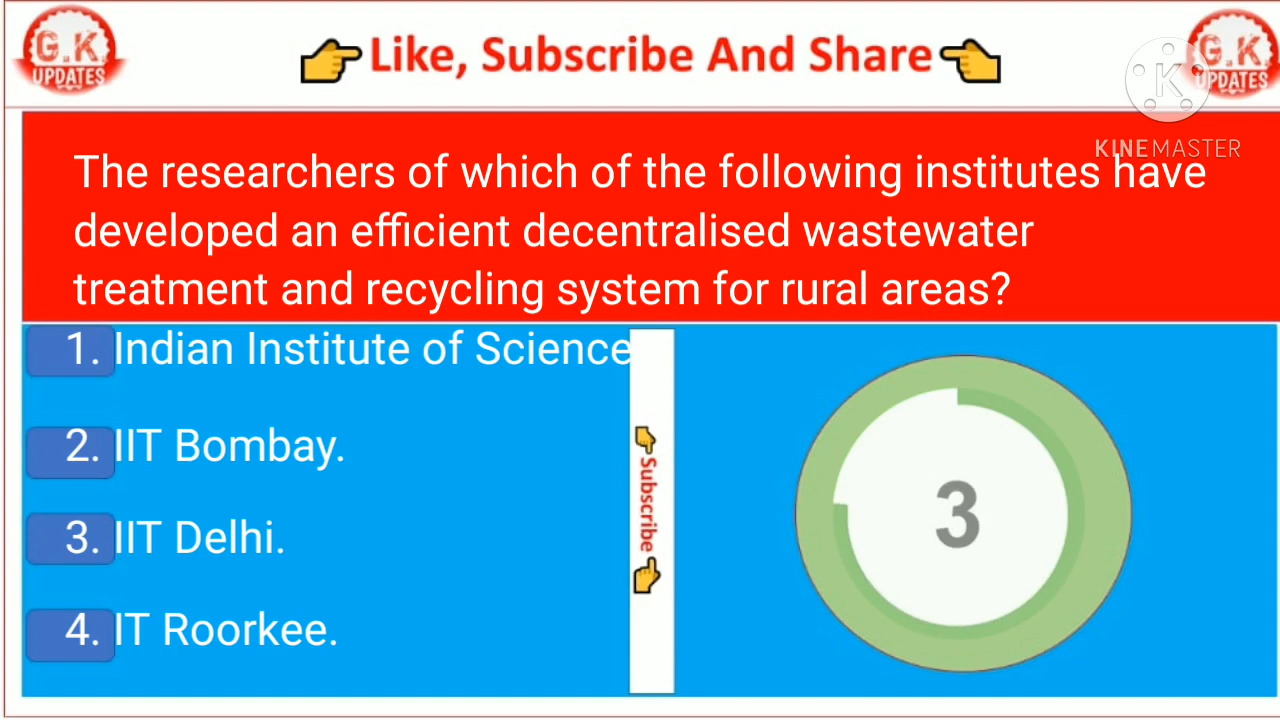 G.K.
UPDATES
Like, Subscribe And Share
G.K.
UPDATES
K
KINEMASTER
The researchers of which of the following institutes have
developed an efficient decentralised wastewater
treatment and recycling system for rural areas?
1. Indian Institute of Science
2. IIT Bombay.
3. IIT Delhi.
4. IT Roorkee.
Subscribe
3